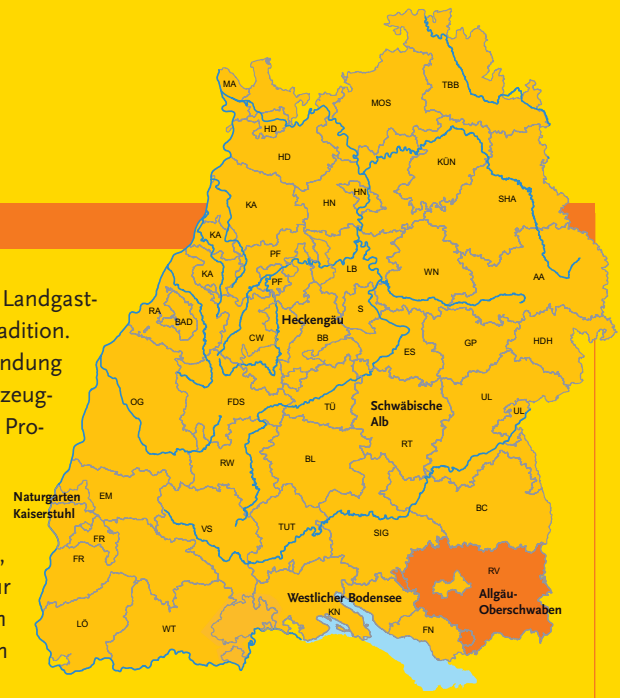 MA
TBB
MOS
HD
HD
KÜN
HN
HN
SHA
KA
KA
PF
WN
KA
PF
LB
AA
Landgast-
RA
BAD
S
adition.
Heckengäu
CW
BB
ES
GP
HDH
ndung
zeug-
OG
FDS
TÜ
Schwäbische
Alb
UL
UL
Pro-
RT
RW
BL
Naturgarten
Kaiserstuhl
EM
BC
VS
TUT
SIG
FR
FR
,
RV
ur
Westlicher Bodensee
Allgäu-
Oberschwaben
KN
n
LÖ
WT
FN
n